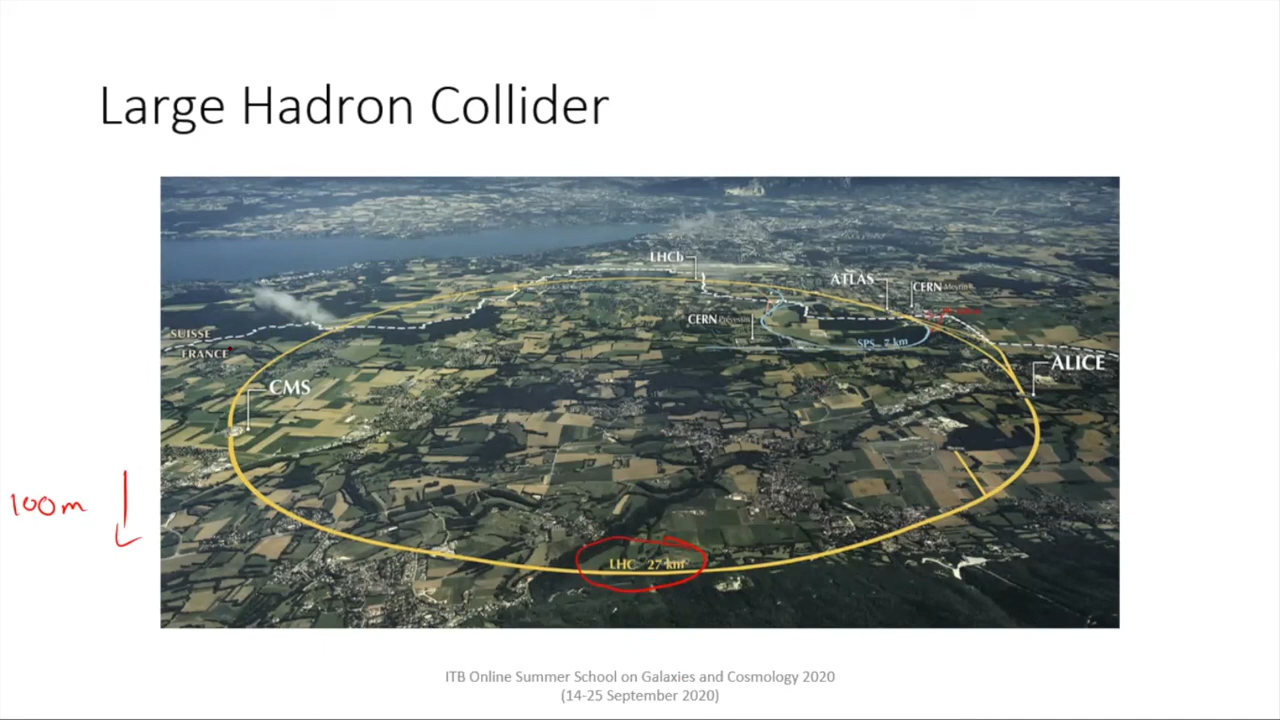 Large Hadron Collider
LHCb
ATLAS
CERN Meyrin
CERN Prévessin
SUISSE
FRANCE
SPS 7 km
CMS
ALICE
100m
LHC 27 km
ITB Online Summer School on Galaxies and Cosmology 2020
(14-25 September 2020)